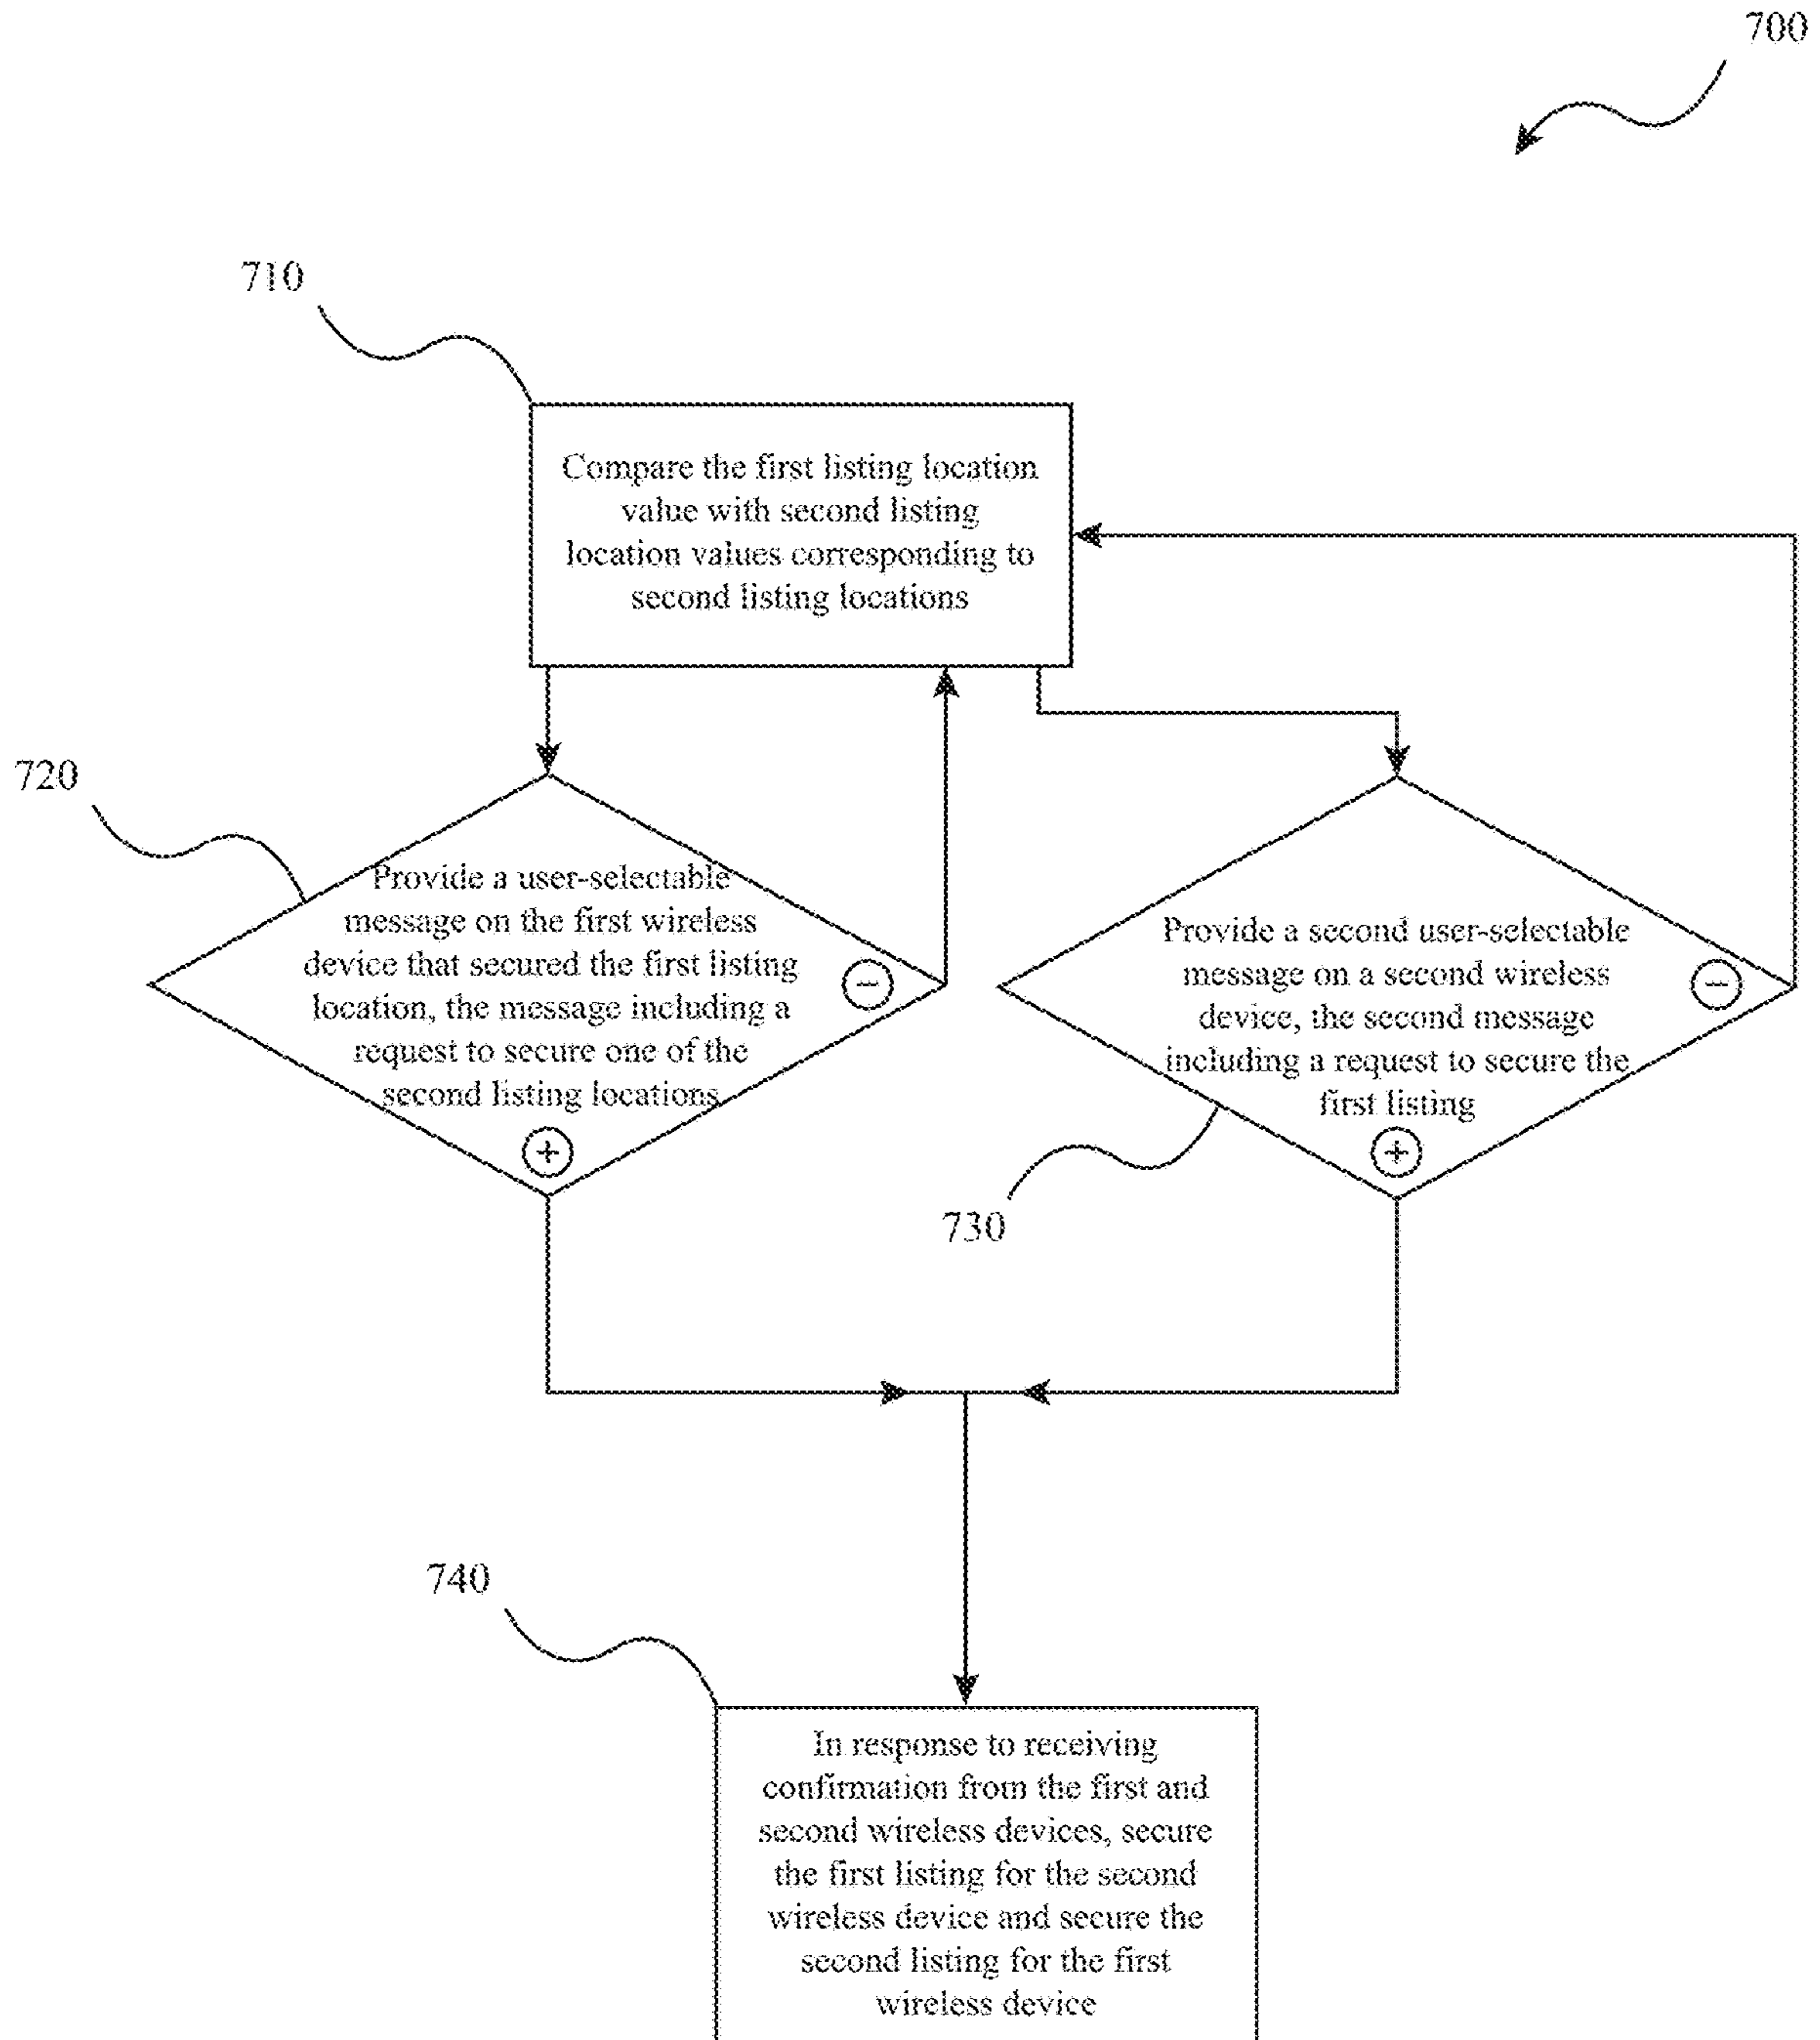 700
710
Compare the first listing location
value with second listing
location values corresponding to
second listing locations
720
Provide a user-selectable
message on the first wireless
device that secured the first listing
location, the message including a
request to secure one of the
second listing locations
−
+
Provide a second user-selectable
message on a second wireless
device, the second message
including a request to secure the
first listing
−
+
730
740
In response to receiving
confirmation from the first and
second wireless devices, secure
the first listing for the second
wireless device and secure the
second listing for the first
wireless device